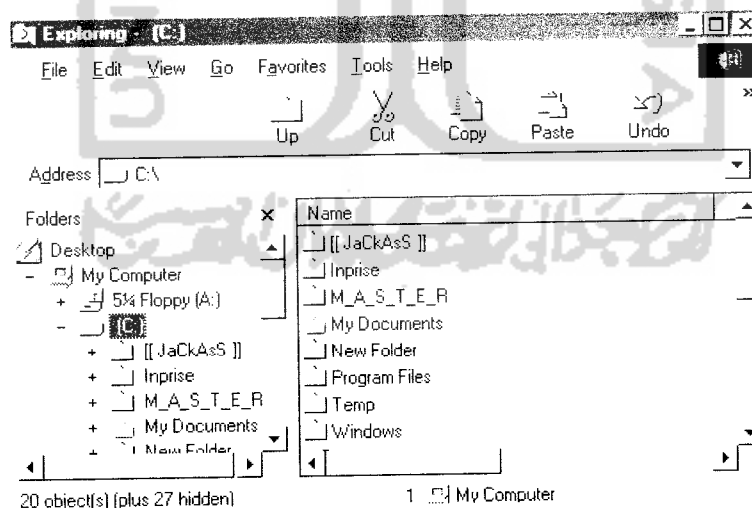 Exploring - (C:)
File Edit View Go Favorites Tools Help
Up Cut Copy Paste Undo
Address C:\
Folders
Desktop
My Computer
5¼ Floppy (A:)
(C:)
[[ JaCkAsS ]]
Inprise
M_A_S_T_E_R
My Documents
New Folder
Name
[[ JaCkAsS ]]
Inprise
M_A_S_T_E_R
My Documents
New Folder
Program Files
Temp
Windows
20 object(s) (plus 27 hidden)
1 My Computer